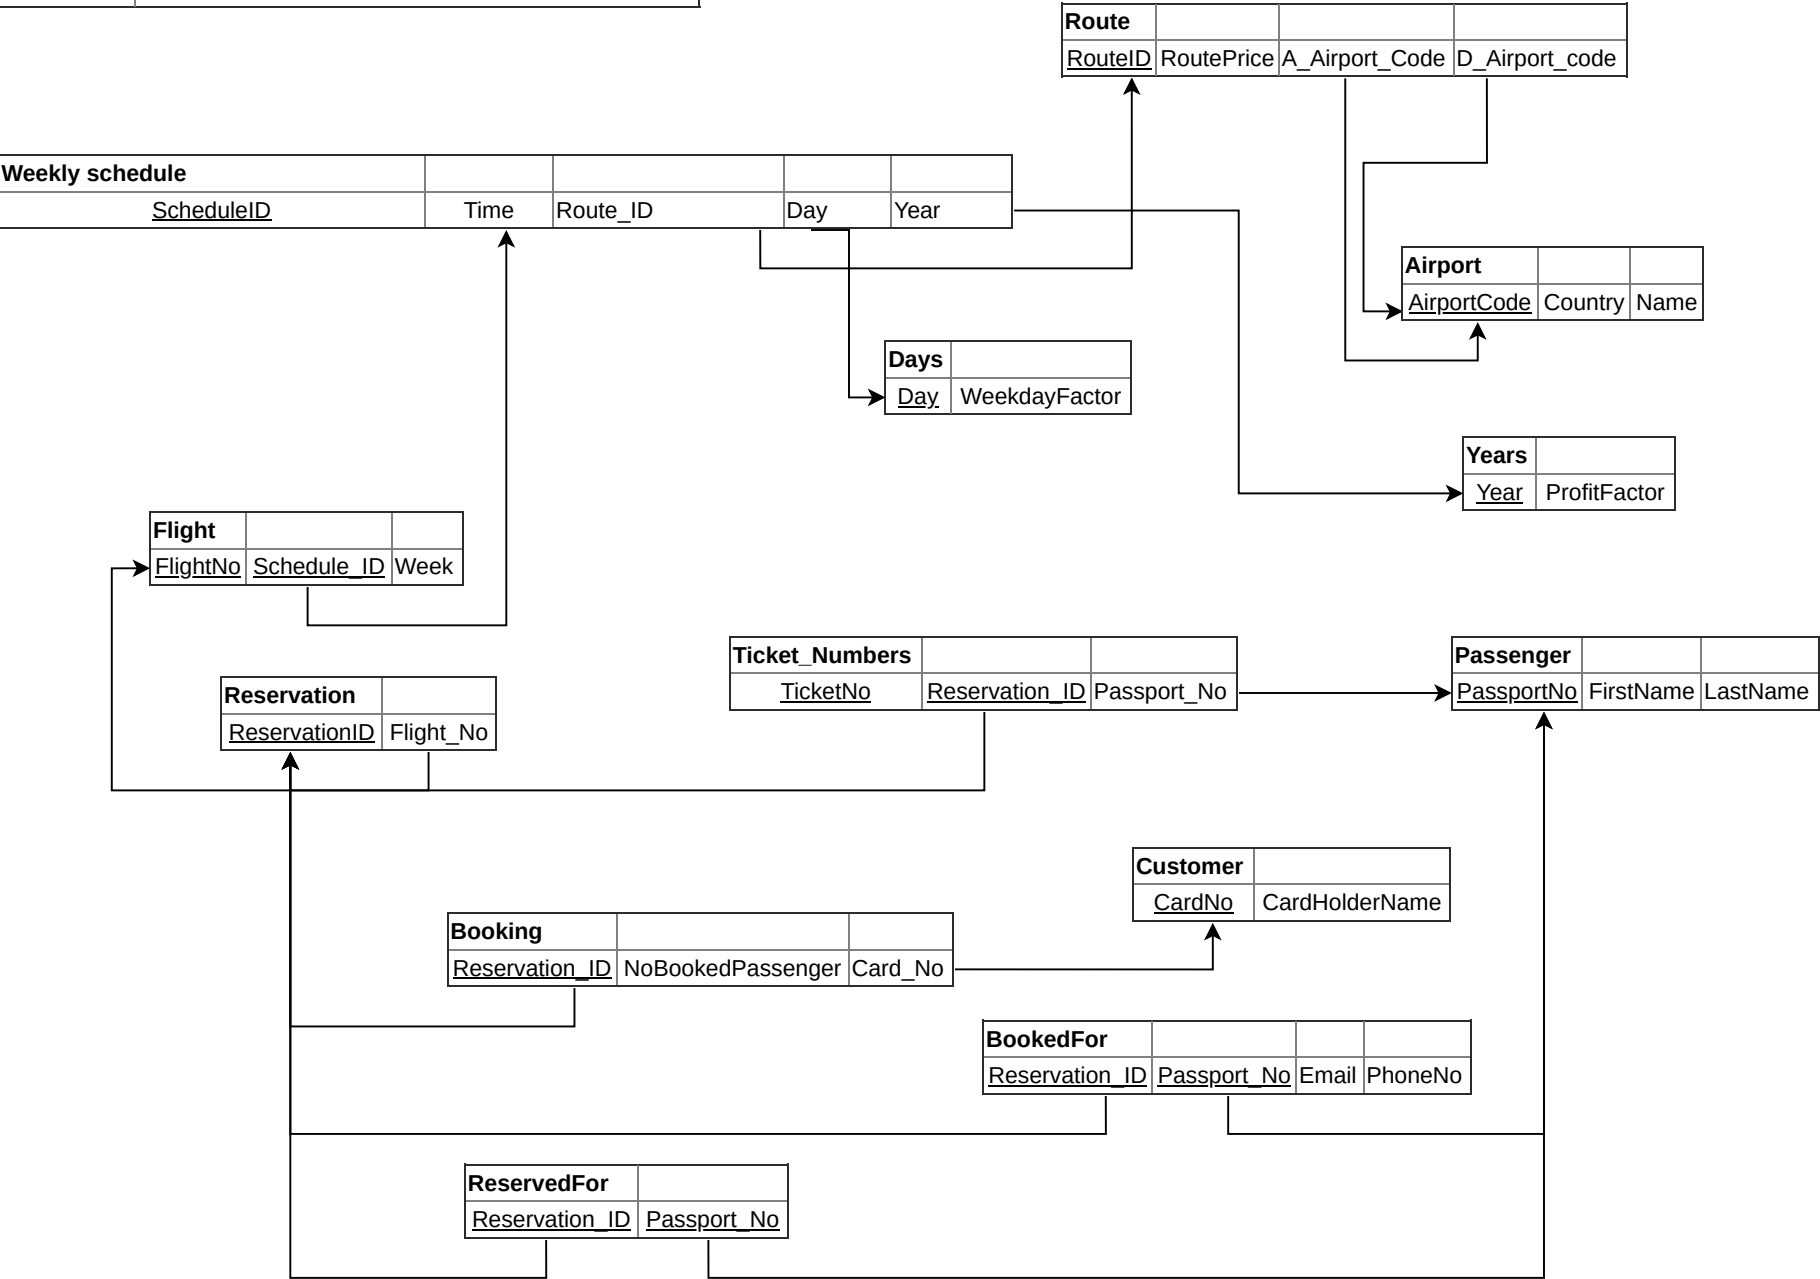 Route
RouteID RoutePrice A_Airport_Code D_Airport_code
Weekly schedule
ScheduleID Time Route_ID Day Year
Airport
AirportCode Country Name
Days
Day WeekdayFactor
Years
Year ProfitFactor
Flight
FlightNo Schedule_ID Week
Ticket_Numbers
TicketNo Reservation_ID Passport_No
Passenger
PassportNo FirstName LastName
Reservation
ReservationID Flight_No
Customer
CardNo CardHolderName
Booking
Reservation_ID NoBookedPassenger Card_No
BookedFor
Reservation_ID Passport_No Email PhoneNo
ReservedFor
Reservation_ID Passport_No